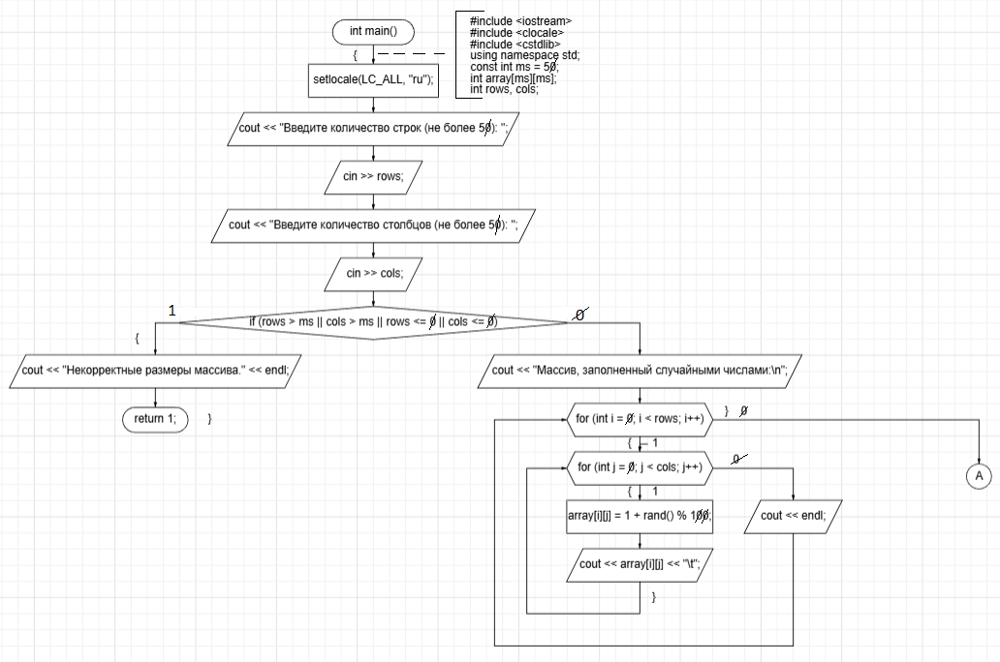 int main()
{
#include <iostream>
#include <clocale>
#include <cstdlib>
using namespace std;
const int ms = 50;
int array[ms][ms];
int rows, cols;
setlocale(LC_ALL, "ru");
cout << "Введите количество строк (не более 50): ";
cin >> rows;
cout << "Введите количество столбцов (не более 50): ";
cin >> cols;
if (rows > ms || cols > ms || rows <= 0 || cols <= 0)
1
0
{
cout << "Некорректные размеры массива." << endl;
return 1;
}
cout << "Массив, заполненный случайными числами:\n";
for (int i = 0; i < rows; i++)
} 0
{ 1
A
for (int j = 0; j < cols; j++)
0
{ 1
array[i][j] = 1 + rand() % 100;
cout << endl;
cout << array[i][j] << "\t";
}